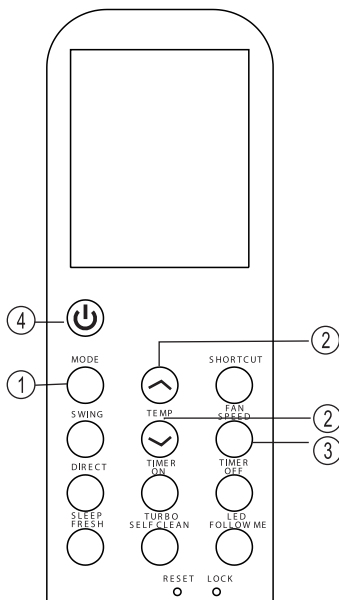 4
2
MODE
SHORTCUT
1
FAN
SPEED
SWING
TEMP
2
3
DIRECT
TIMER
ON
TIMER
OFF
SLEEP
FRESH
TURBO
SELF CLEAN
LED
FOLLOW ME
RESET
LOCK